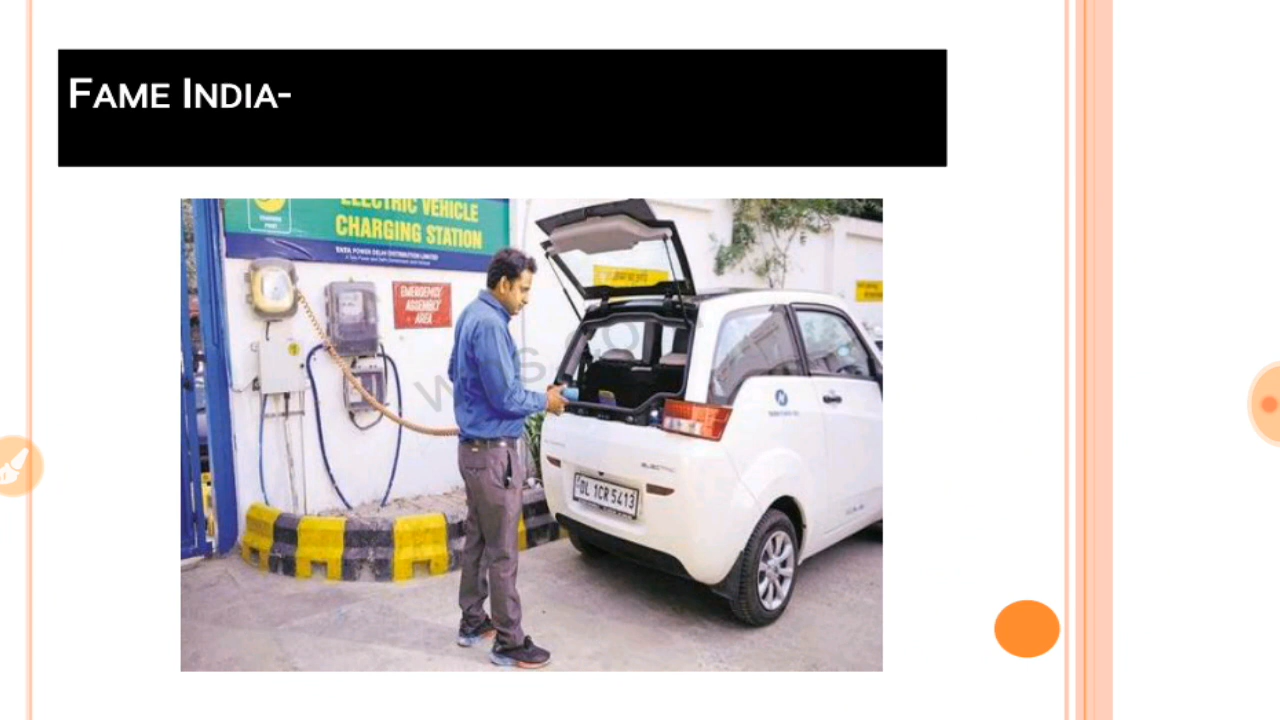 FAME INDIA-
ELECTRIC VEHICLE
CHARGING STATION
TATA POWER DELHI DISTRIBUTION LIMITED
EMERGENCY
ASSEMBLY
AREA
DL 1CR 5413